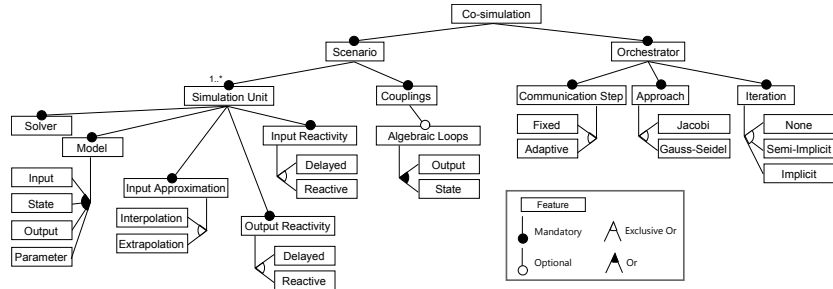 Co-simulation
Scenario
Orchestrator
1..*
Simulation Unit
Couplings
Communication Step
Approach
Iteration
Solver
Model
Input Reactivity
Algebraic Loops
Fixed
Adaptive
Jacobi
Gauss-Seidel
None
Semi-Implicit
Implicit
Input
State
Output
Parameter
Input Approximation
Interpolation
Extrapolation
Delayed
Reactive
Output
State
Output Reactivity
Delayed
Reactive
Feature
Mandatory
Exclusive Or
Optional
Or